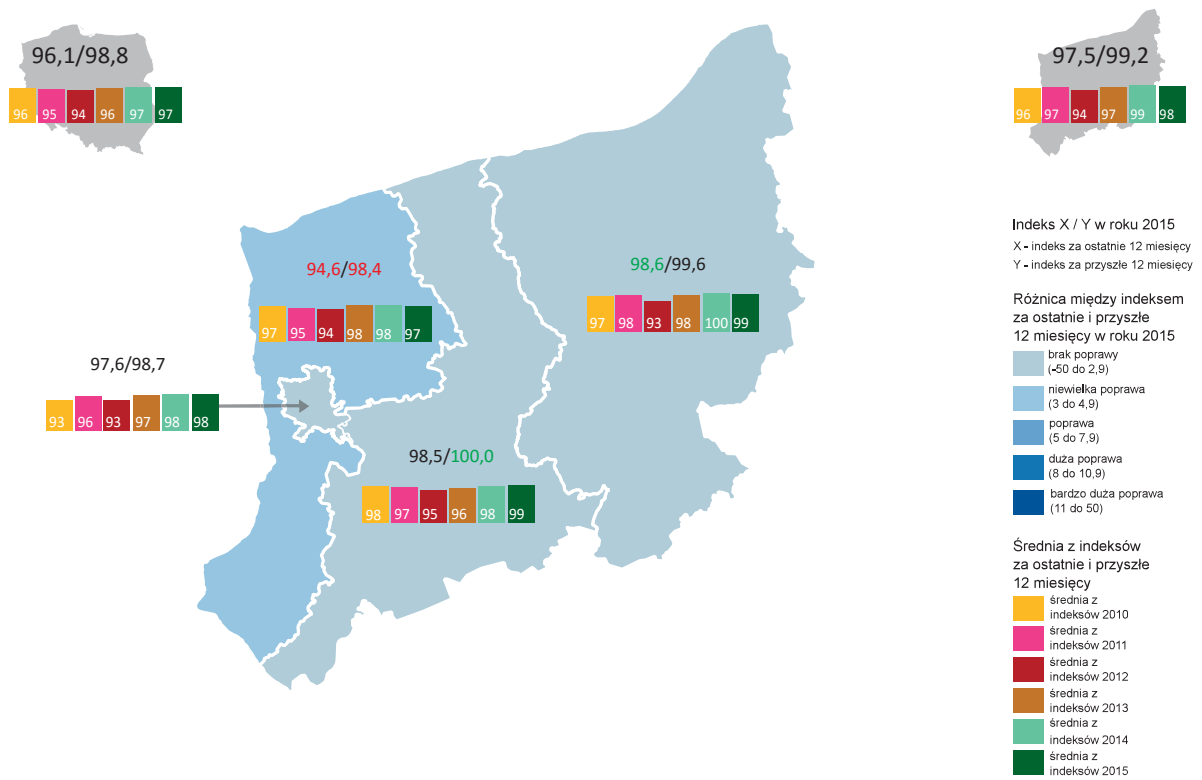 96,1/98,8
96 95 94 96 97 97
97,5/99,2
96 97 94 97 99 98
94,6/98,4
97 95 94 98 98 97
98,6/99,6
97 98 93 98 100 99
97,6/98,7
93 96 93 97 98 98
98,5/100,0
98 97 95 96 98 99
Indeks X / Y w roku 2015
X - indeks za ostatnie 12 miesięcy
Y - indeks za przyszłe 12 miesięcy
Różnica między indeksem
za ostatnie i przyszłe
12 miesięcy w roku 2015
brak poprawy
(-50 do 2,9)
niewielka poprawa
(3 do 4,9)
poprawa
(5 do 7,9)
duża poprawa
(8 do 10,9)
bardzo duża poprawa
(11 do 50)
Średnia z indeksów
za ostatnie i przyszłe
12 miesięcy
średnia z
indeksów 2010
średnia z
indeksów 2011
średnia z
indeksów 2012
średnia z
indeksów 2013
średnia z
indeksów 2014
średnia z
indeksów 2015